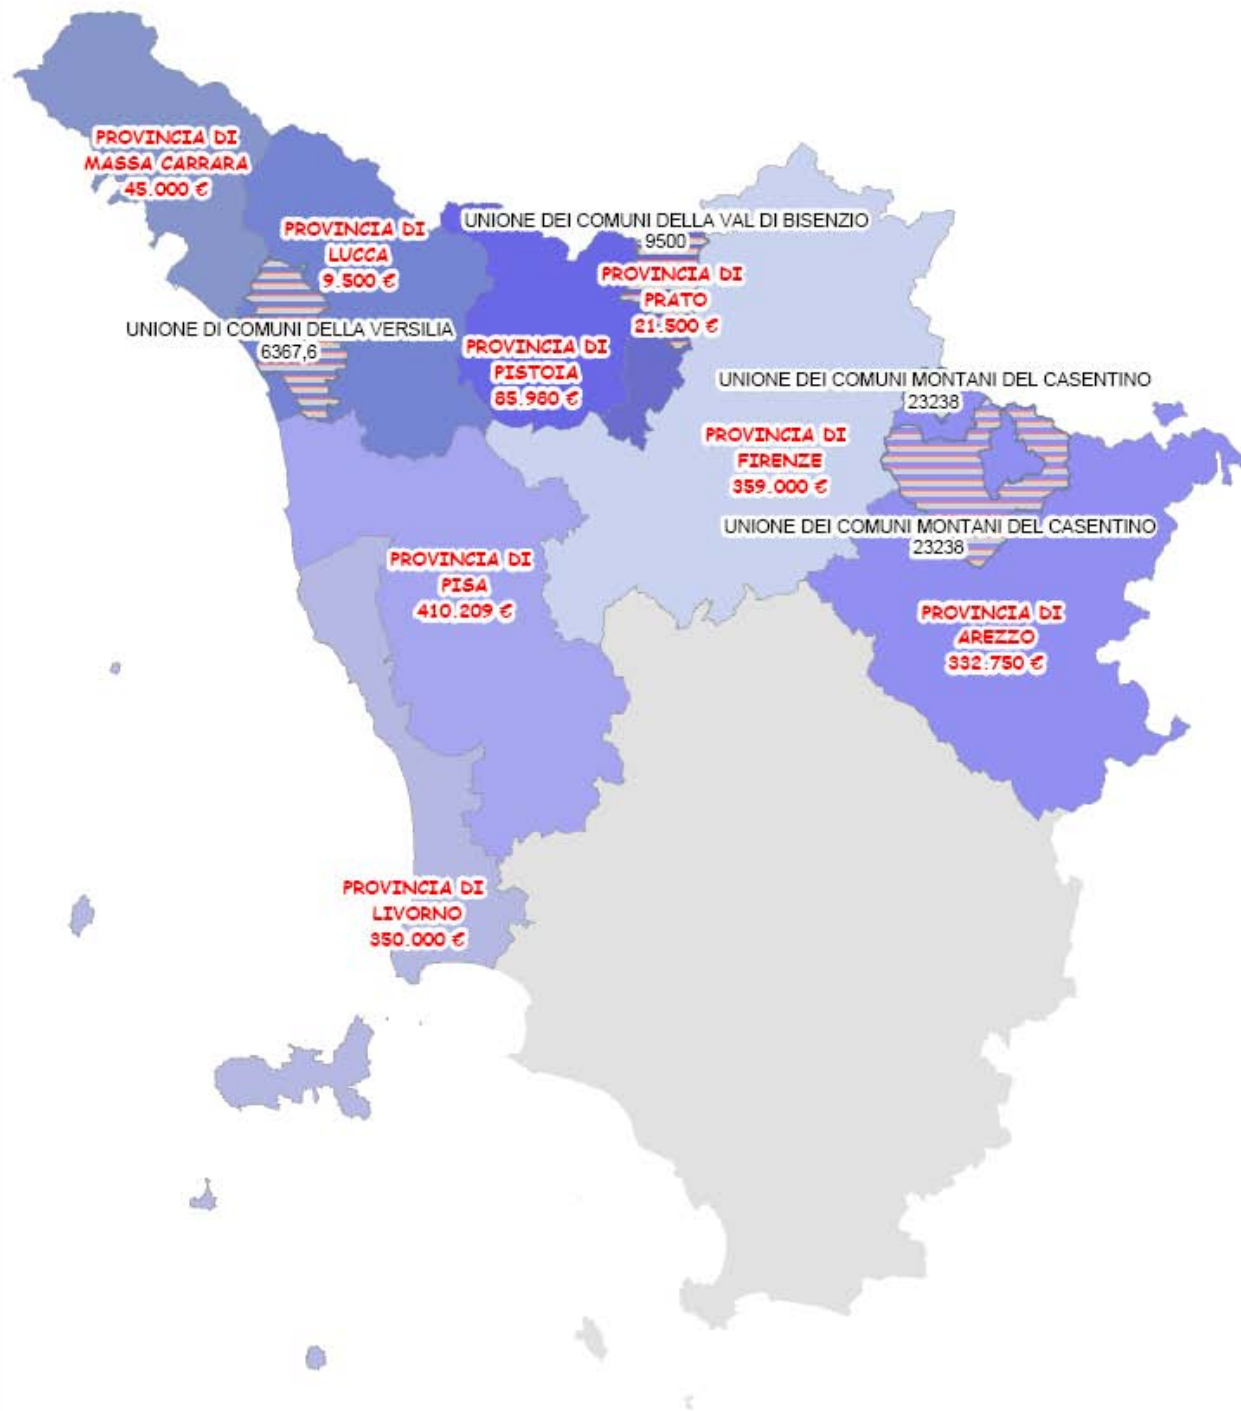 PROVINCIA DI
MASSA CARRARA
45.000 €
PROVINCIA DI
LUCCA
9.500 €
UNIONE DEI COMUNI DELLA VAL DI BISENZIO
9500
PROVINCIA DI
PRATO
21.500 €
UNIONE DI COMUNI DELLA VERSILIA
6367,6
PROVINCIA DI
PISTOIA
85.980 €
UNIONE DEI COMUNI MONTANI DEL CASENTINO
23238
PROVINCIA DI
FIRENZE
359.000 €
UNIONE DEI COMUNI MONTANI DEL CASENTINO
23238
PROVINCIA DI
PISA
410.209 €
PROVINCIA DI
AREZZO
332.750 €
PROVINCIA DI
LIVORNO
350.000 €